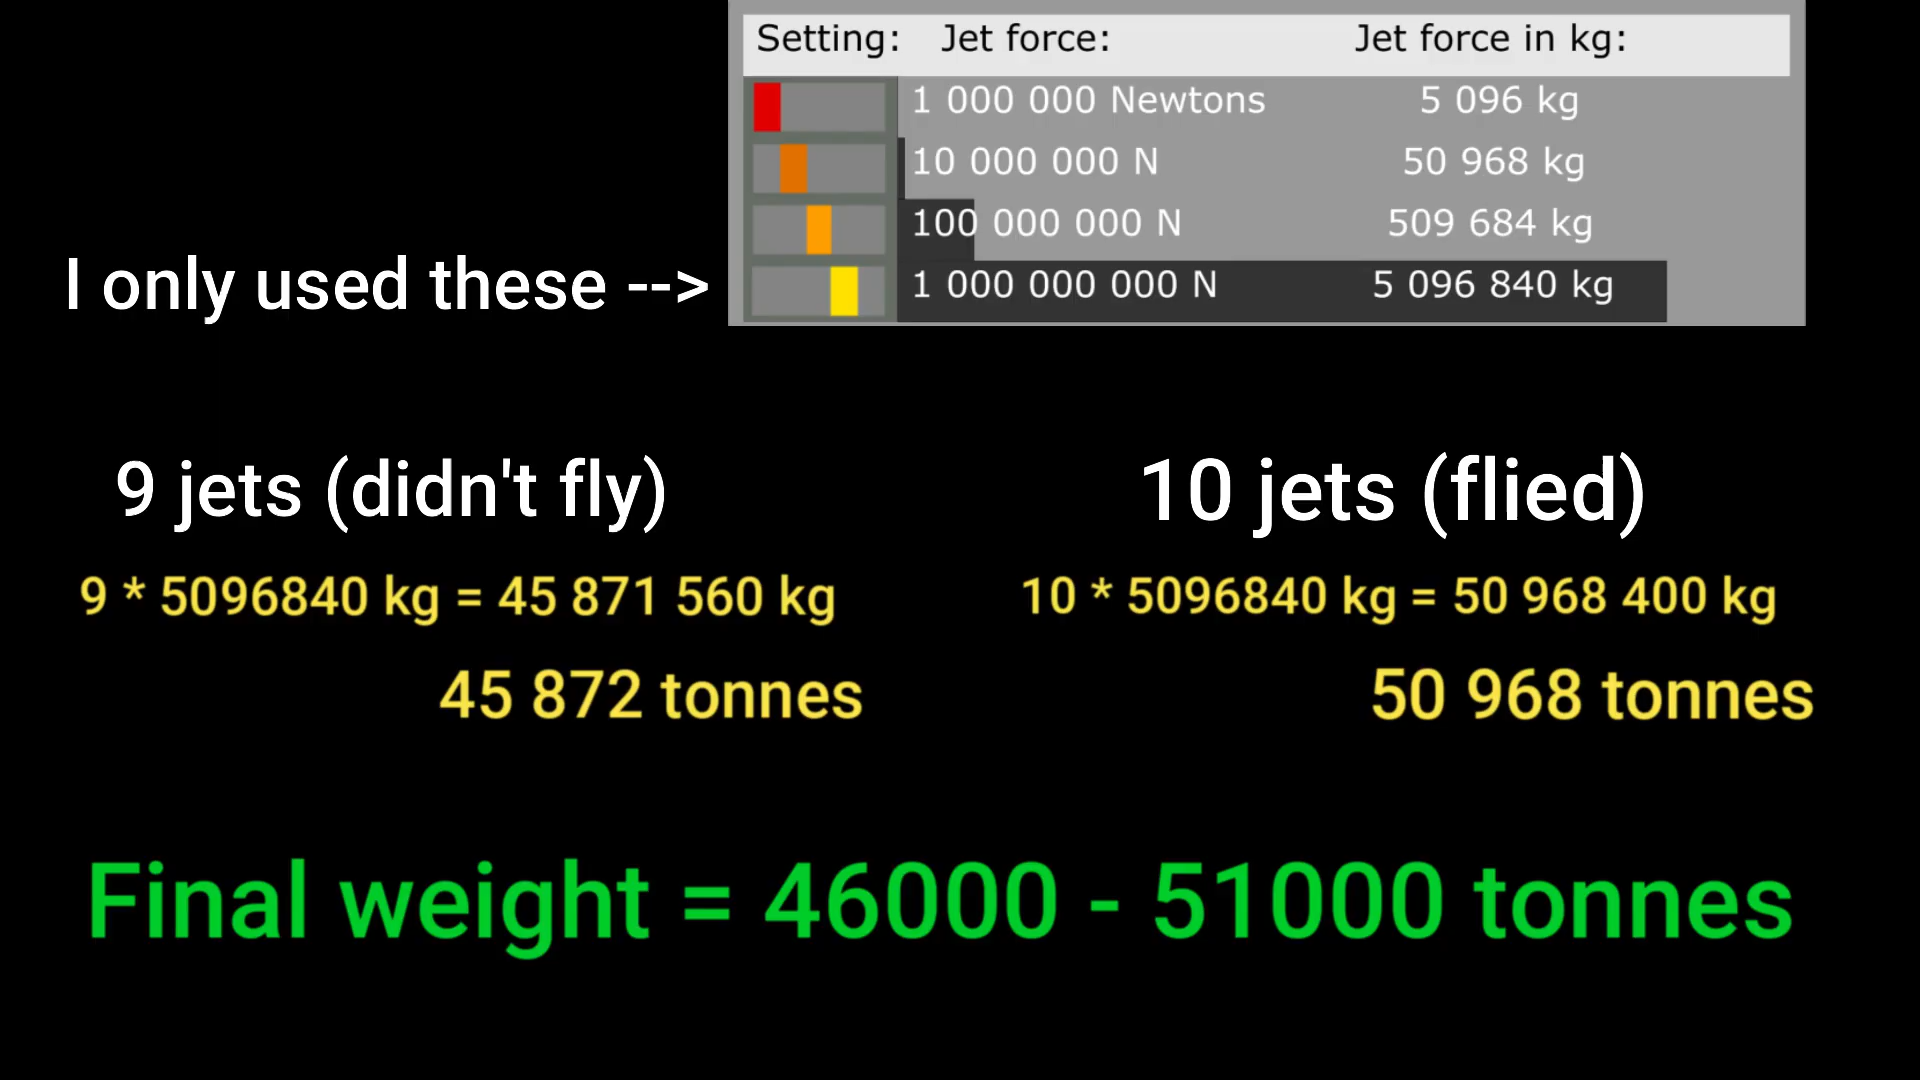 Setting: Jet force: Jet force in kg:
1 000 000 Newtons 5 096 kg
10 000 000 N 50 968 kg
100 000 000 N 509 684 kg
I only used these --> 1 000 000 000 N 5 096 840 kg
9 jets (didn't fly) 10 jets (flied)
9 * 5096840 kg = 45 871 560 kg 10 * 5096840 kg = 50 968 400 kg
45 872 tonnes 50 968 tonnes
Final weight = 46000 - 51000 tonnes